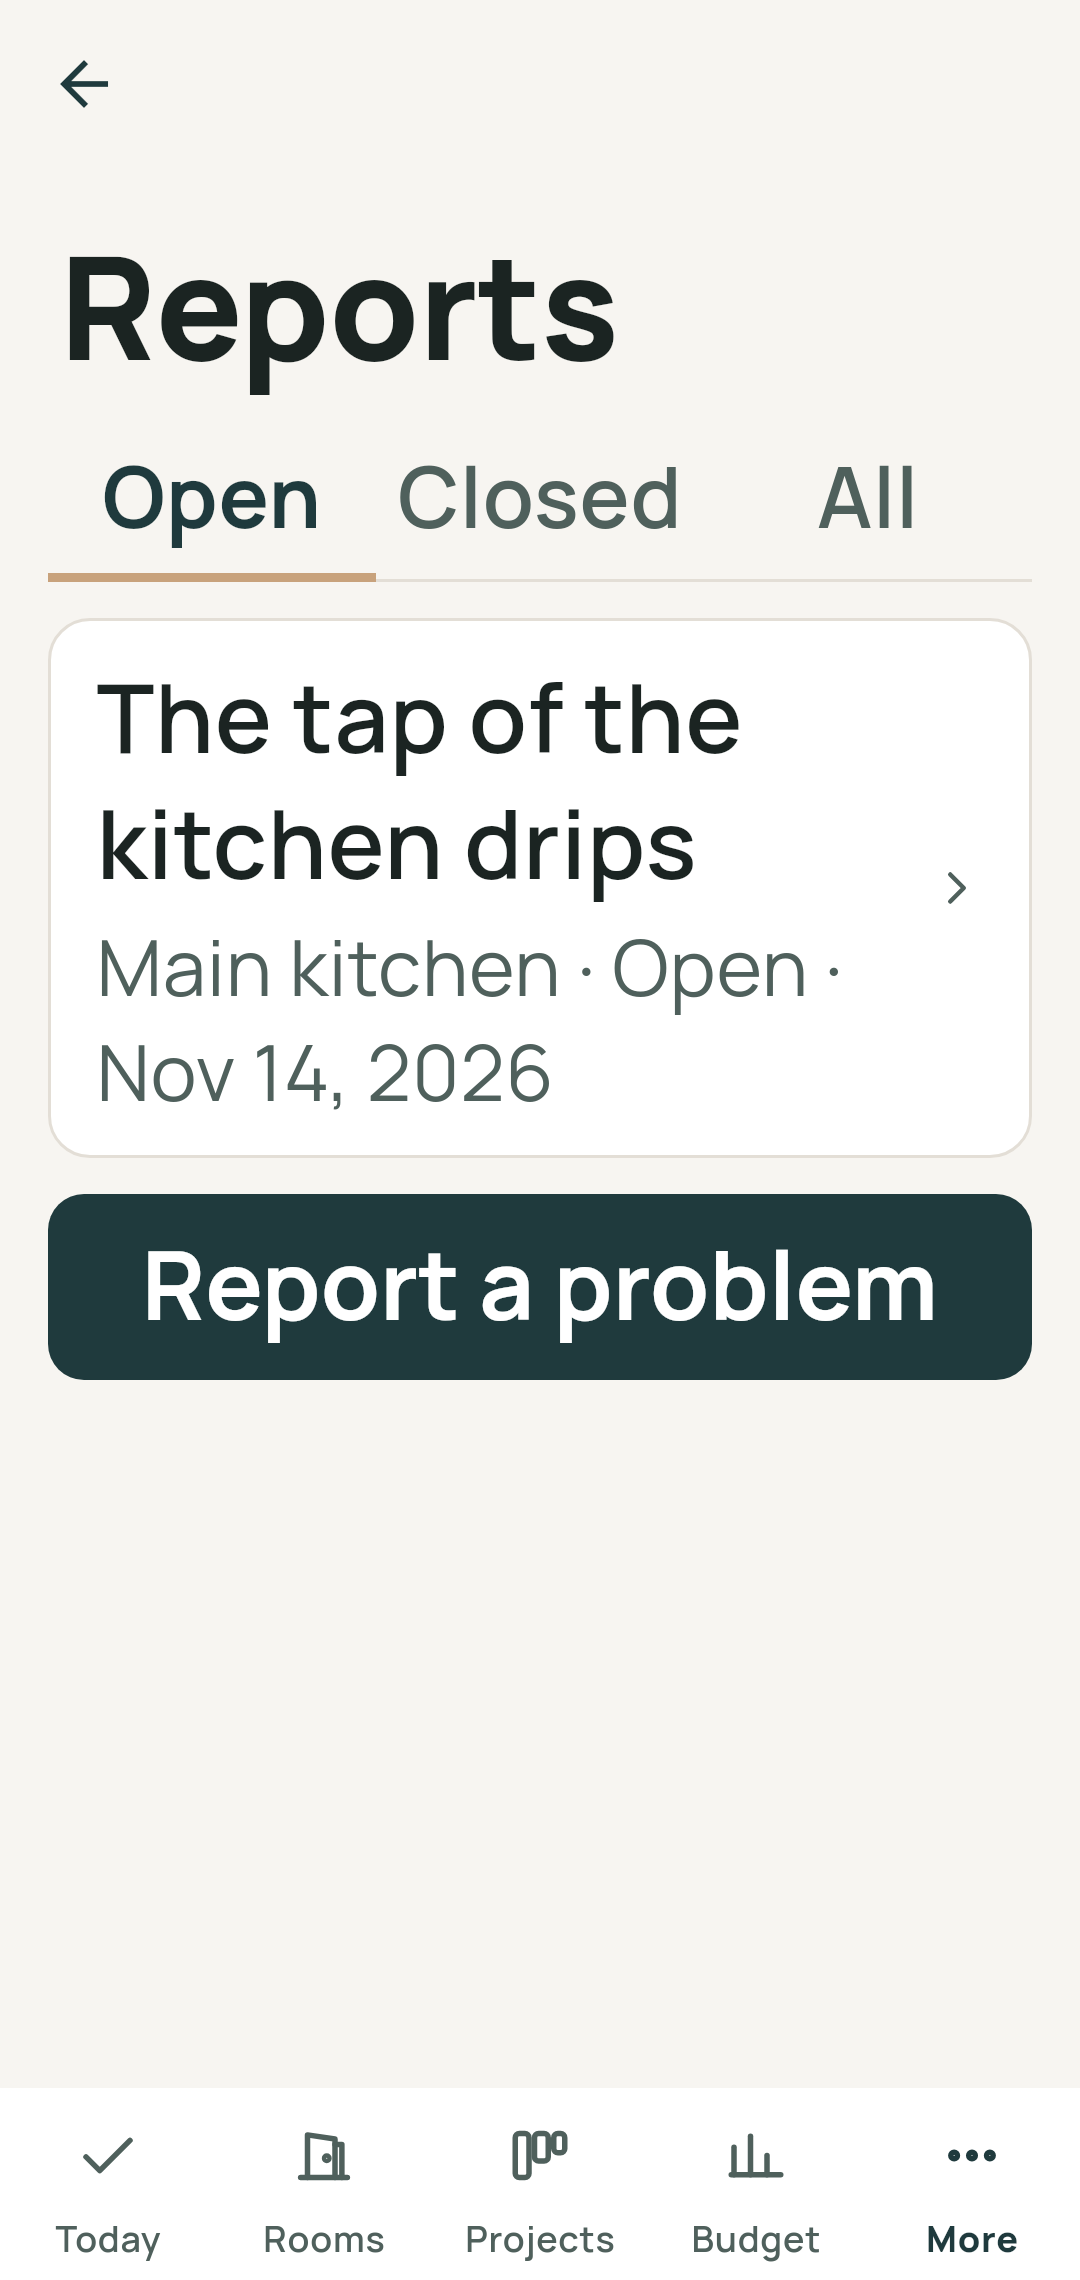 Reports
Open
Closed
All
The tap of the
kitchen drips
Main kitchen · Open ·
Nov 14, 2026
Report a problem
Today
Rooms
Projects
Budget
More